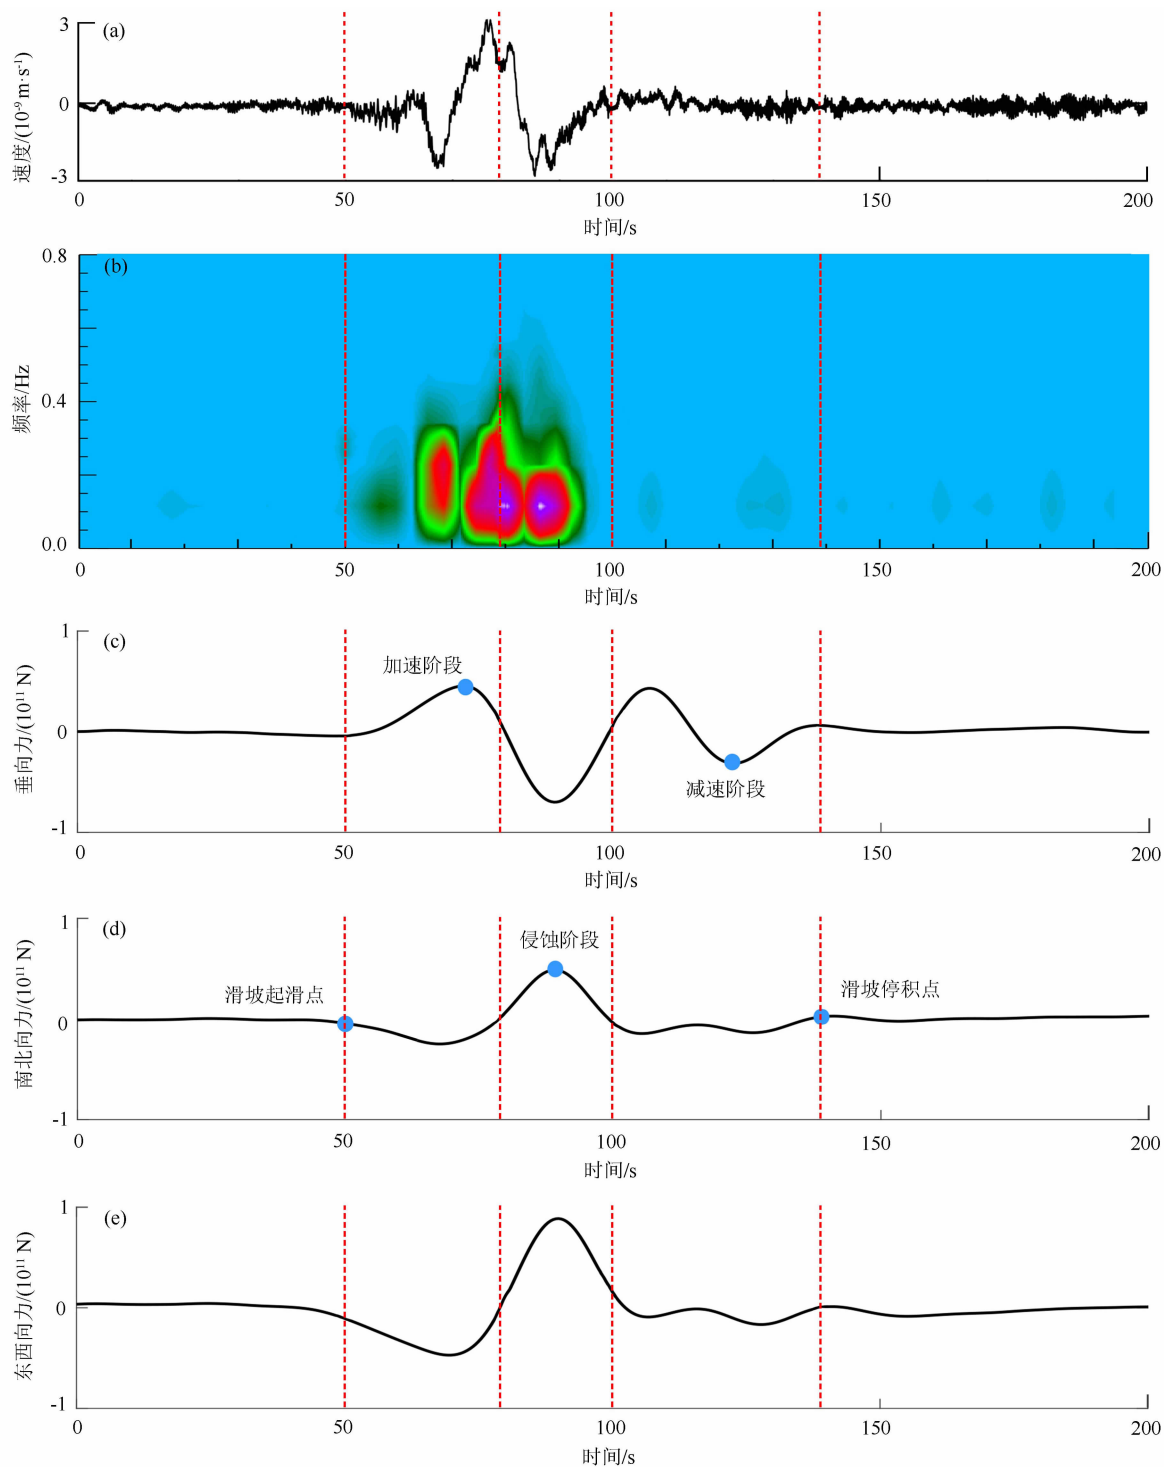 (a)
3
0
-3
速度/(10⁻⁹ m·s⁻¹)
0
50
100
150
200
时间/s
(b)
0.8
0.4
0.0
频率/Hz
0
50
100
150
200
时间/s
(c)
1
0
-1
垂向力/(10¹¹ N)
加速阶段
减速阶段
0
50
100
150
200
时间/s
(d)
1
0
-1
南北向力/(10¹¹ N)
侵蚀阶段
滑坡起滑点
滑坡停积点
0
50
100
150
200
时间/s
(e)
1
0
-1
东西向力/(10¹¹ N)
0
50
100
150
200
时间/s